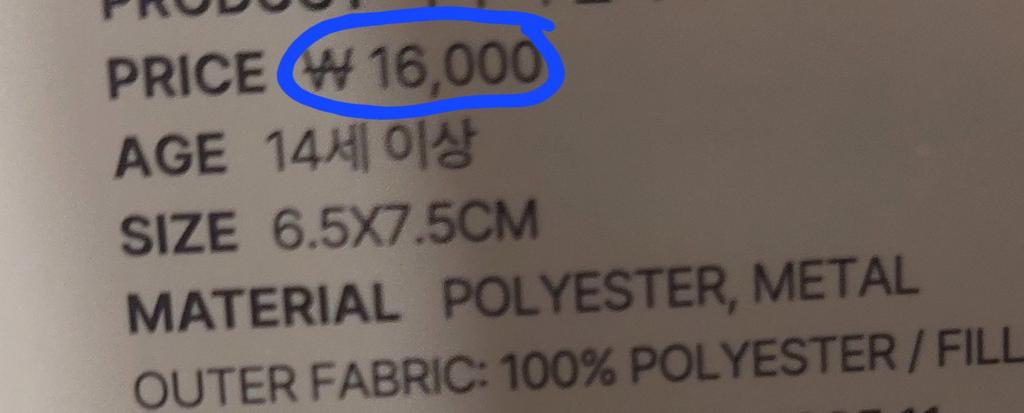 PRODUCT
PRICE ₩ 16,000
AGE 14세 이상
SIZE 6.5X7.5CM
MATERIAL POLYESTER, METAL
OUTER FABRIC: 100% POLYESTER / FILL